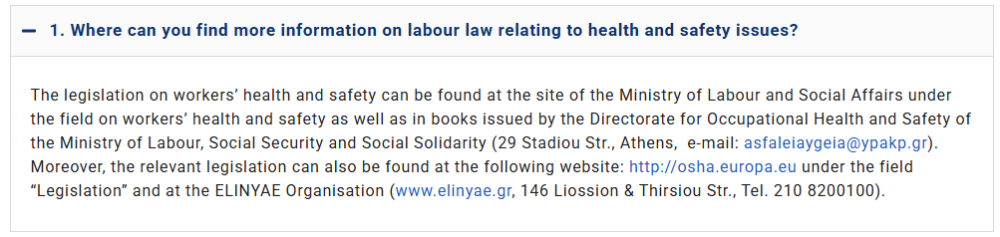 1. Where can you find more information on labour law relating to health and safety issues?
The legislation on workers’ health and safety can be found at the site of the Ministry of Labour and Social Affairs under
the field on workers’ health and safety as well as in books issued by the Directorate for Occupational Health and Safety of
the Ministry of Labour, Social Security and Social Solidarity (29 Stadiou Str., Athens,  e-mail: asfaleiaygeia@ypakp.gr).
Moreover, the relevant legislation can also be found at the following website: http://osha.europa.eu under the field
“Legislation” and at the ELINYAE Organisation (www.elinyae.gr, 146 Liossion & Thirsiou Str., Tel. 210 8200100).